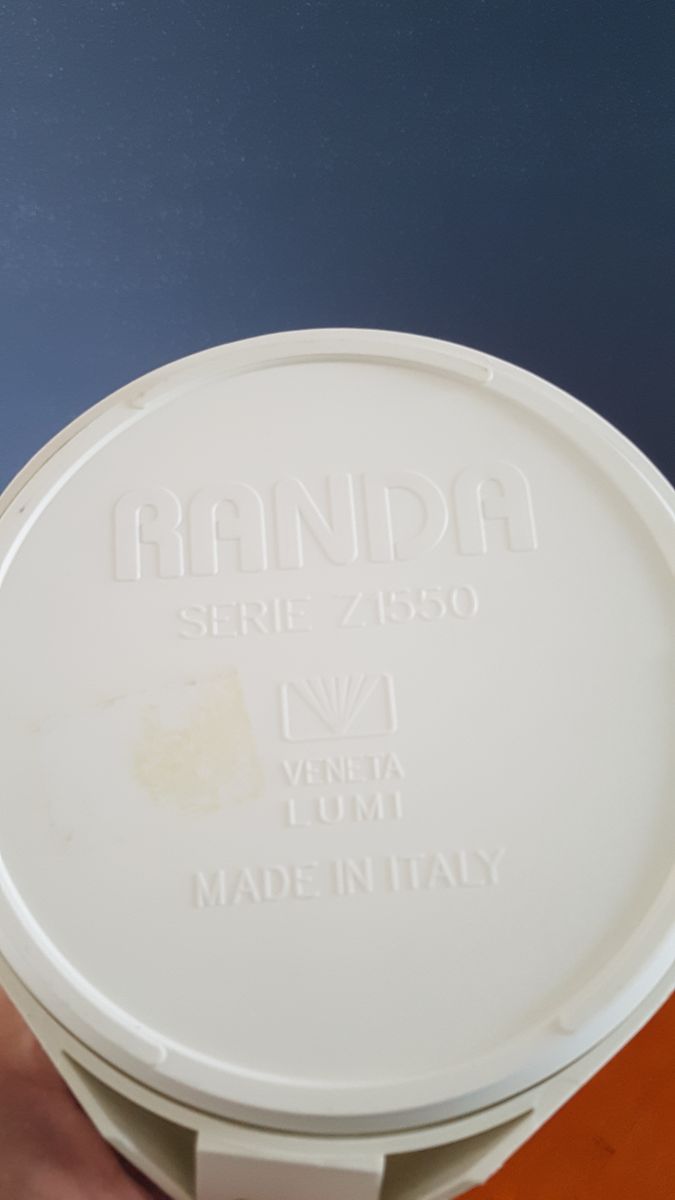 RANDA
SERIE Z1550
VENETA
LUMI
MADE IN ITALY